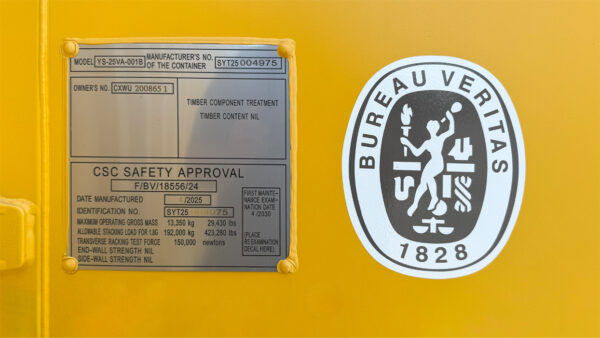 MODEL YS-25VA-001B MANUFACTURER'S NO. OF THE CONTAINER SYT25 004975
OWNER'S NO. CXWU 200865 1
TIMBER COMPONENT TREATMENT
TIMBER CONTENT NIL
CSC SAFETY APPROVAL
F/BV/18556/24
DATE MANUFACTURED /2025
IDENTIFICATION NO. SYT25 975
MAXIMUM OPERATING GROSS MASS 13,350 kg 29,430 lbs
ALLOWABLE STACKING LOAD FOR 1.8G 192,000 kg 423,280 lbs
TRANSVERSE RACKING TEST FORCE 150,000 newtons
END-WALL STRENGTH NIL
SIDE-WALL STRENGTH NIL
FIRST MAINTE-
NANCE EXAMI-
NATION DATE
4 /2030
(PLACE
RE EXAMINATION
DECAL HERE)
BUREAU VERITAS
1828